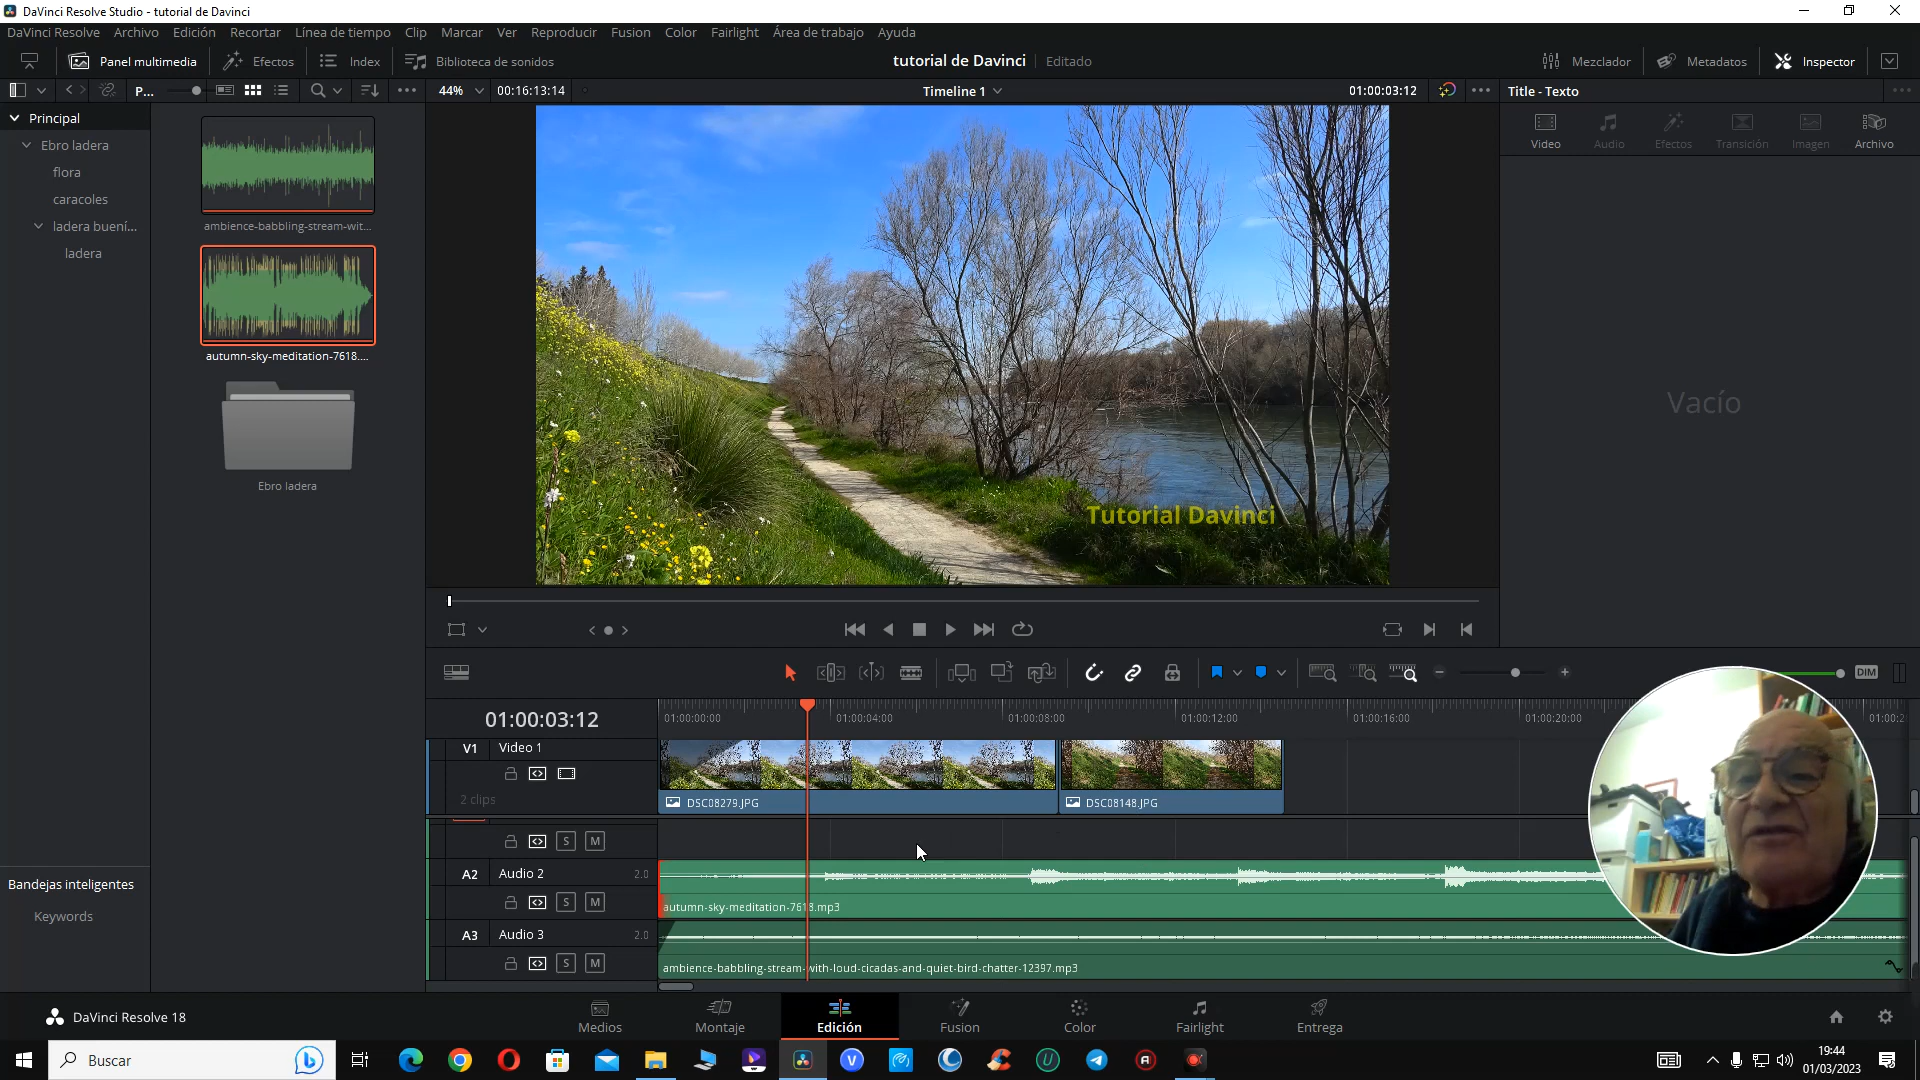 DaVinci Resolve Studio - tutorial de Davinci
DaVinci Resolve Archivo Edición Recortar Línea de tiempo Clip Marcar Ver Reproducir Fusion Color Fairlight Área de trabajo Ayuda
Panel multimedia Efectos Index Biblioteca de sonidos tutorial de Davinci Editado Mezclador Metadatos Inspector
P... 44% 00:16:13:14 Timeline 1 01:00:03:12 Title - Texto
Principal
Ebro ladera
flora
caracoles
ladera buení...
ladera
ambience-babbling-stream-wit...
autumn-sky-meditation-7618....
Ebro ladera
Video Audio Efectos Transición Imagen Archivo
Vacío
Tutorial Davinci
DIM
01:00:03:12
01:00:00:00 01:00:04:00 01:00:08:00 01:00:12:00 01:00:16:00 01:00:20:00
V1 Video 1
2 clips
DSC08279.JPG DSC08148.JPG
S M
A2 Audio 2 2.0
S M
autumn-sky-meditation-7618.mp3
A3 Audio 3 2.0
S M
ambience-babbling-stream-with-loud-cicadas-and-quiet-bird-chatter-12397.mp3
Bandejas inteligentes
Keywords
DaVinci Resolve 18
Medios Montaje Edición Fusion Color Fairlight Entrega
Buscar
19:44
01/03/2023